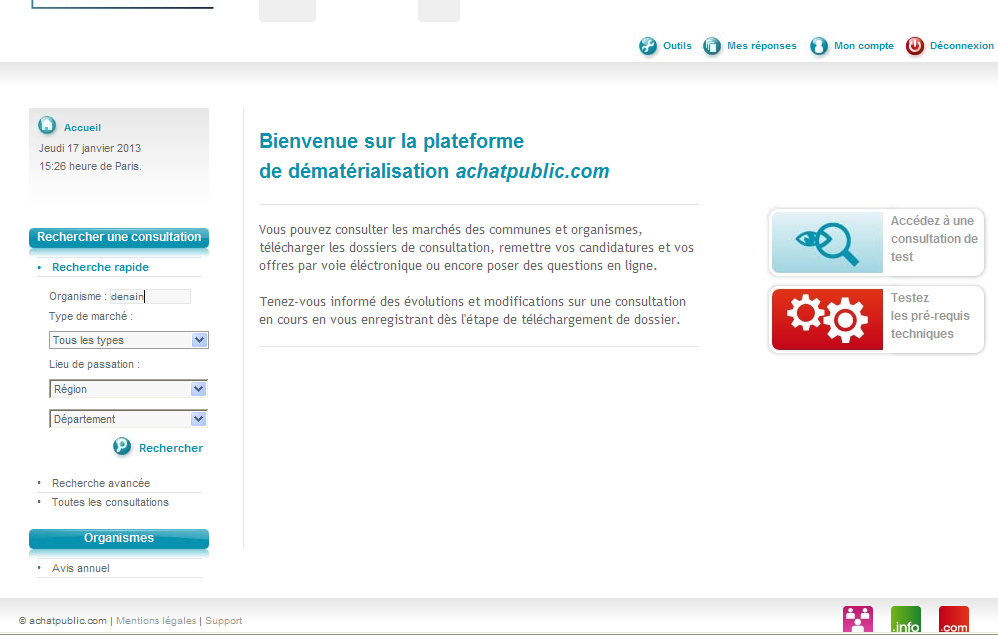 Outils Mes réponses Mon compte Déconnexion
Accueil
Jeudi 17 janvier 2013
15:26 heure de Paris.
Rechercher une consultation
• Recherche rapide
Organisme : denain
Type de marché :
Tous les types
Lieu de passation :
Région
Département
Rechercher
• Recherche avancée
• Toutes les consultations
Organismes
• Avis annuel
Bienvenue sur la plateforme
de dématérialisation achatpublic.com
Vous pouvez consulter les marchés des communes et organismes,
télécharger les dossiers de consultation, remettre vos candidatures et vos
offres par voie éléctronique ou encore poser des questions en ligne.
Tenez-vous informé des évolutions et modifications sur une consultation
en cours en vous enregistrant dès l'étape de téléchargement de dossier.
Accédez à une
consultation de
test
Testez
les pré-requis
techniques
© achatpublic.com | Mentions légales | Support
.info .com